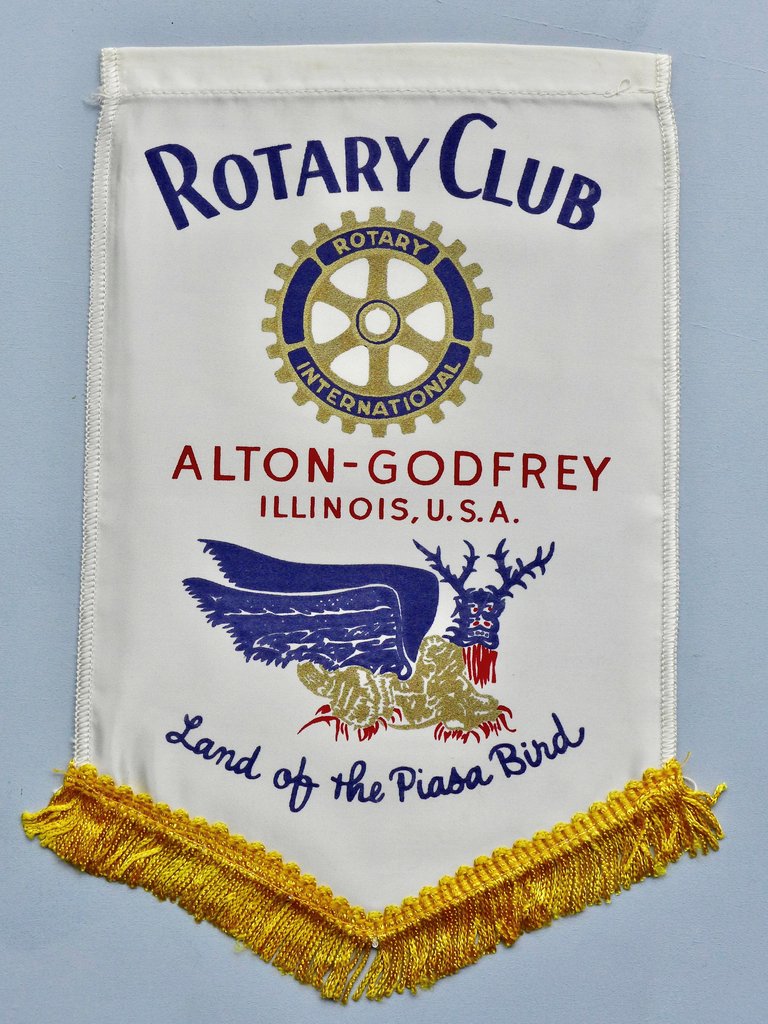 ROTARY CLUB
ROTARY
INTERNATIONAL
ALTON-GODFREY
ILLINOIS, U.S.A.
Land of the Piasa Bird